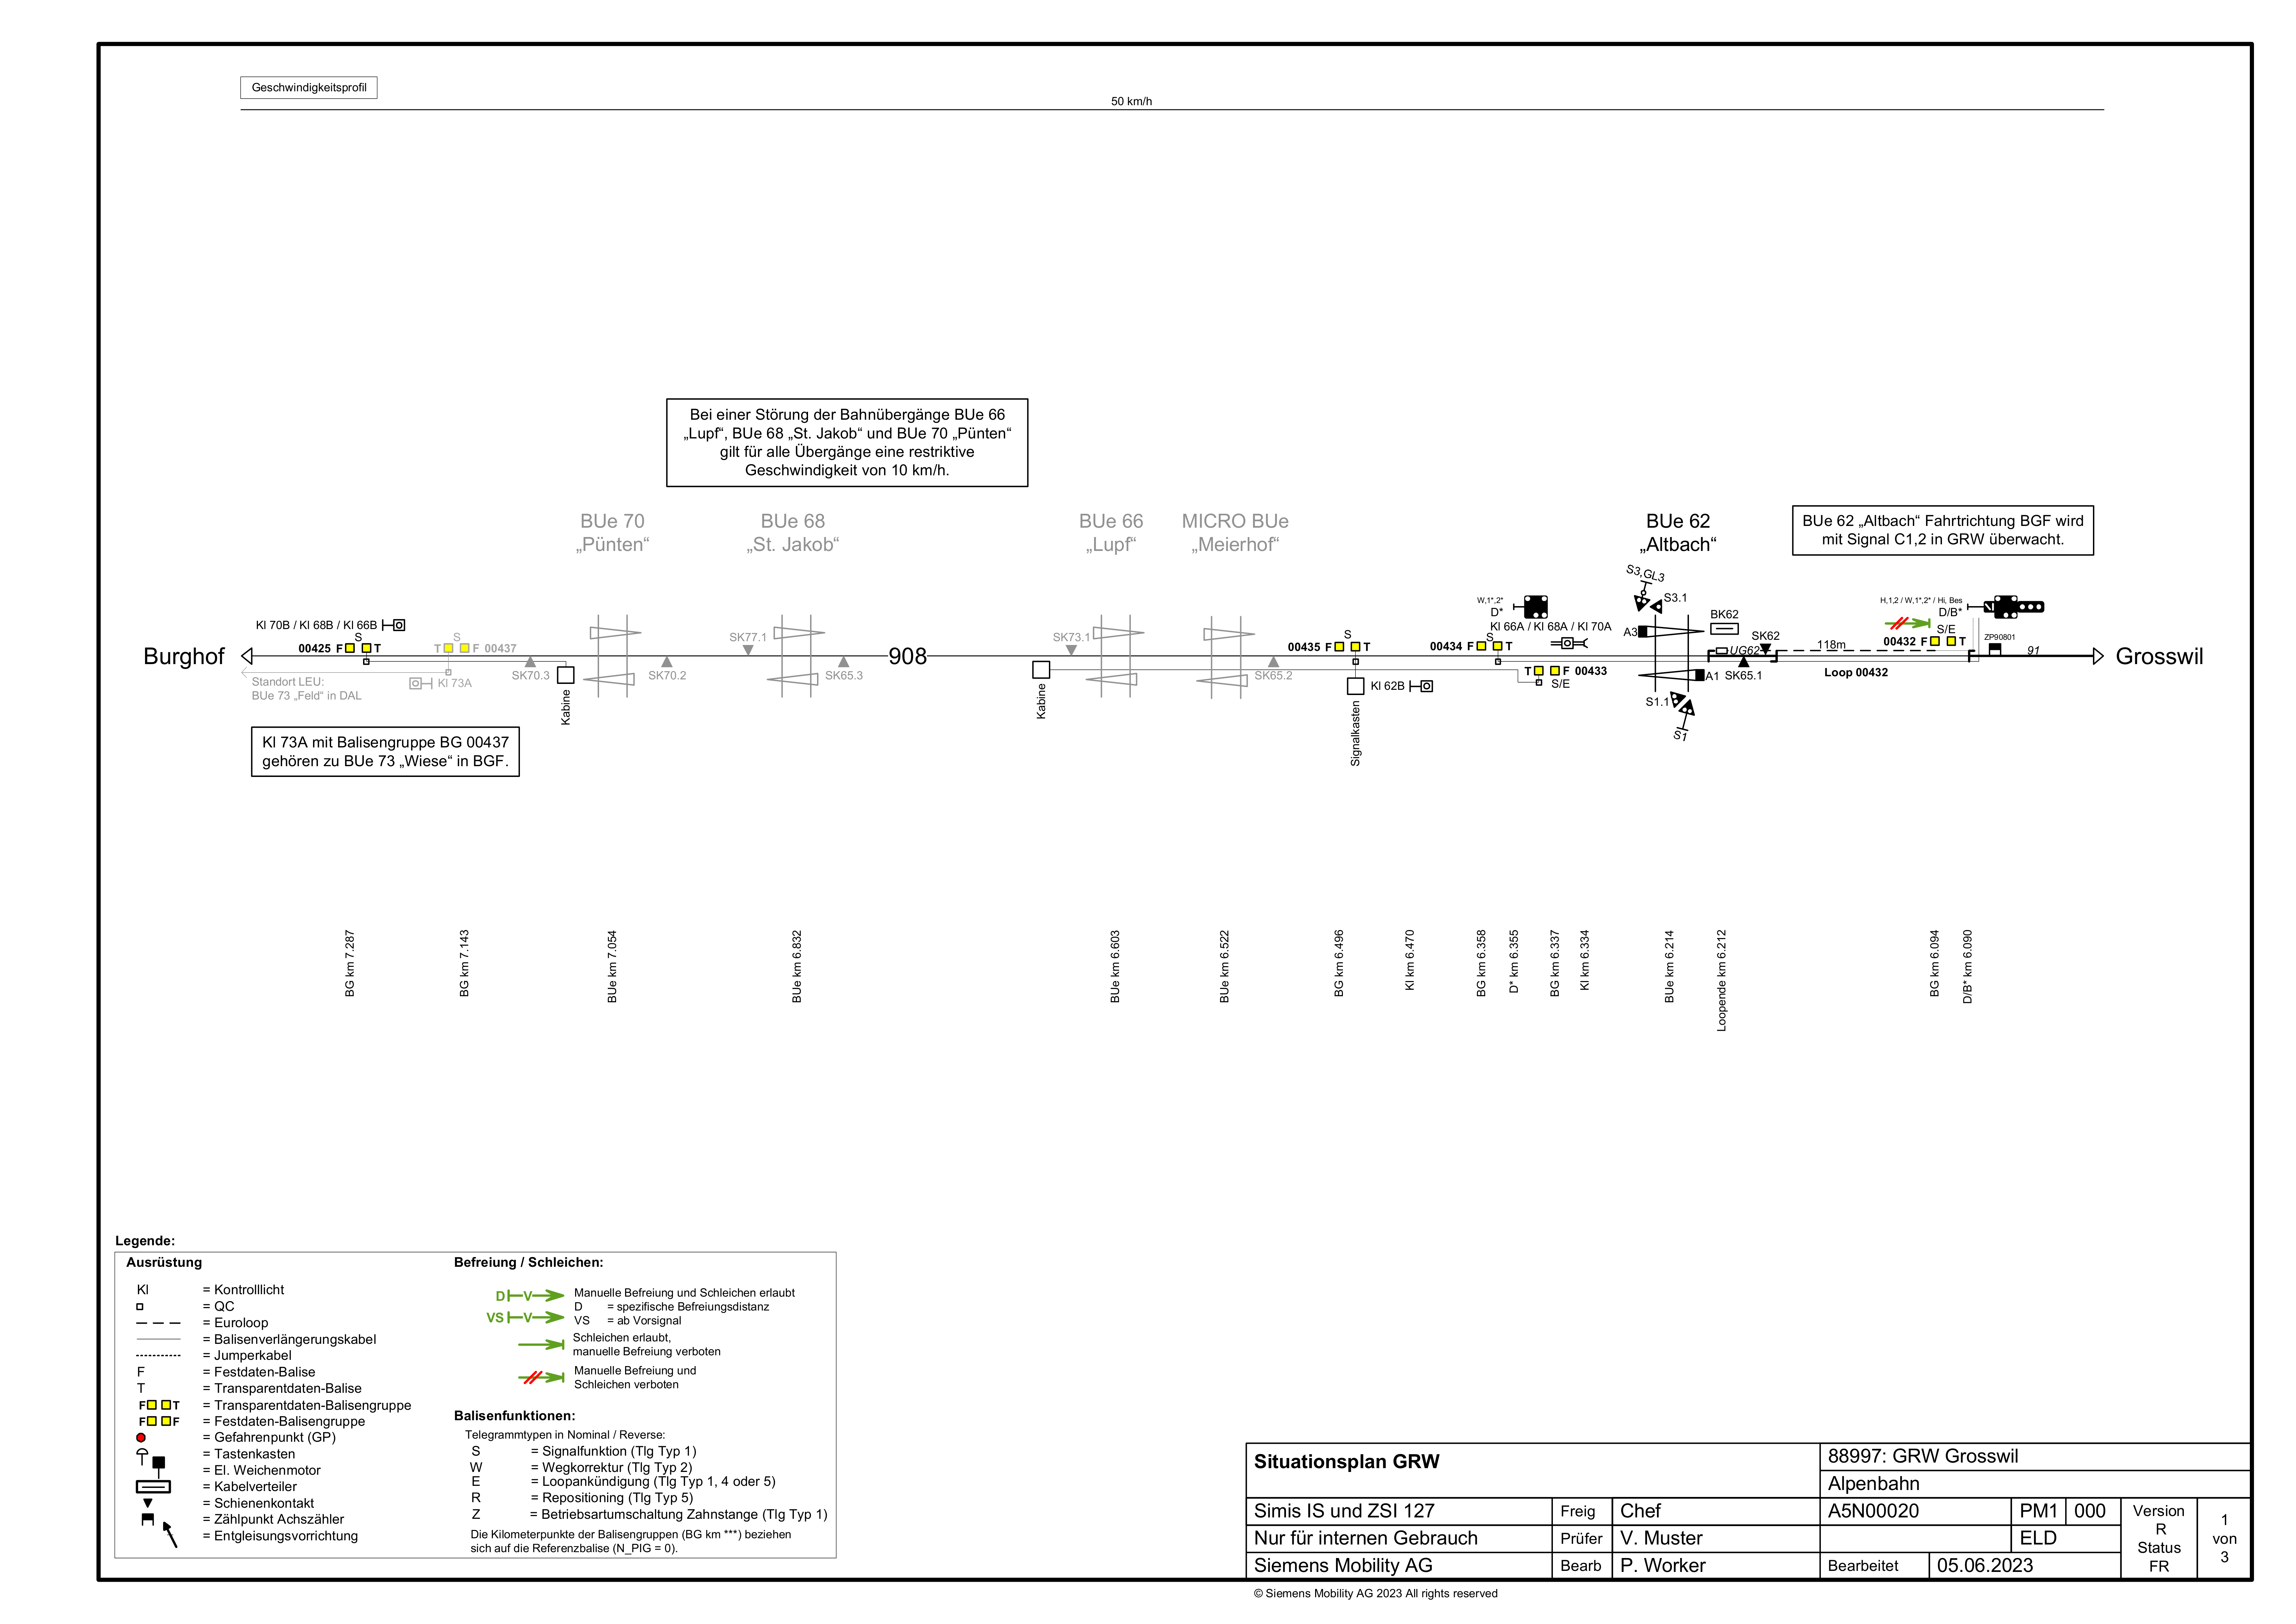 Geschwindigkeitsprofil
50 km/h
Bei einer Störung der Bahnübergänge BUe 66
„Lupf“, BUe 68 „St. Jakob“ und BUe 70 „Pünten“
gilt für alle Übergänge eine restriktive
Geschwindigkeit von 10 km/h.
BUe 70
„Pünten“
BUe 68
„St. Jakob“
BUe 66
„Lupf“
MICRO BUe
„Meierhof“
BUe 62
„Altbach“
BUe 62 „Altbach“ Fahrtrichtung BGF wird
mit Signal C1,2 in GRW überwacht.
Burghof
Kl 70B / Kl 68B / Kl 66B
S
00425 F T
S
T F 00437
Kl 73A
Standort LEU:
BUe 73 „Feld“ in DAL
SK70.3
Kabine
SK70.2
SK77.1
SK65.3
908
Kabine
SK73.1
SK65.2
S
00435 F T
Signalkasten
Kl 62B
W,1*,2*
D*
Kl 66A / Kl 68A / Kl 70A
S
00434 F T
T F 00433
S/E
S3,GL3
S3.1
A3
A1
S1.1
S1
BK62
UG62
SK62
SK65.1
118m
Loop 00432
H,1,2 / W,1*,2* / Hi, Bes
D/B*
S/E
00432 F T
ZP90801
91
Grosswil
Kl 73A mit Balisengruppe BG 00437
gehören zu BUe 73 „Wiese“ in BGF.
BG km 7.287
BG km 7.143
BUe km 7.054
BUe km 6.832
BUe km 6.603
BUe km 6.522
BG km 6.496
Kl km 6.470
BG km 6.358
D* km 6.355
BG km 6.337
Kl km 6.334
BUe km 6.214
Loopende km 6.212
BG km 6.094
D/B* km 6.090
Legende:
Ausrüstung
Kl = Kontrolllicht
= QC
= Euroloop
= Balisenverlängerungskabel
= Jumperkabel
F = Festdaten-Balise
T = Transparentdaten-Balise
F T = Transparentdaten-Balisengruppe
F F = Festdaten-Balisengruppe
= Gefahrenpunkt (GP)
= Tastenkasten
= El. Weichenmotor
= Kabelverteiler
= Schienenkontakt
= Zählpunkt Achszähler
= Entgleisungsvorrichtung
Befreiung / Schleichen:
D V Manuelle Befreiung und Schleichen erlaubt
D = spezifische Befreiungsdistanz
VS V VS = ab Vorsignal
Schleichen erlaubt,
manuelle Befreiung verboten
Manuelle Befreiung und
Schleichen verboten
Balisenfunktionen:
Telegrammtypen in Nominal / Reverse:
S = Signalfunktion (Tlg Typ 1)
W = Wegkorrektur (Tlg Typ 2)
E = Loopankündigung (Tlg Typ 1, 4 oder 5)
R = Repositioning (Tlg Typ 5)
Z = Betriebsartumschaltung Zahnstange (Tlg Typ 1)
Die Kilometerpunkte der Balisengruppen (BG km ***) beziehen
sich auf die Referenzbalise (N_PIG = 0).
Situationsplan GRW
88997: GRW Grosswil
Alpenbahn
Simis IS und ZSI 127 Freig Chef A5N00020 PM1 000
Nur für internen Gebrauch Prüfer V. Muster ELD
Siemens Mobility AG Bearb P. Worker Bearbeitet 05.06.2023
Version
R
Status
FR
1
von
3
© Siemens Mobility AG 2023 All rights reserved